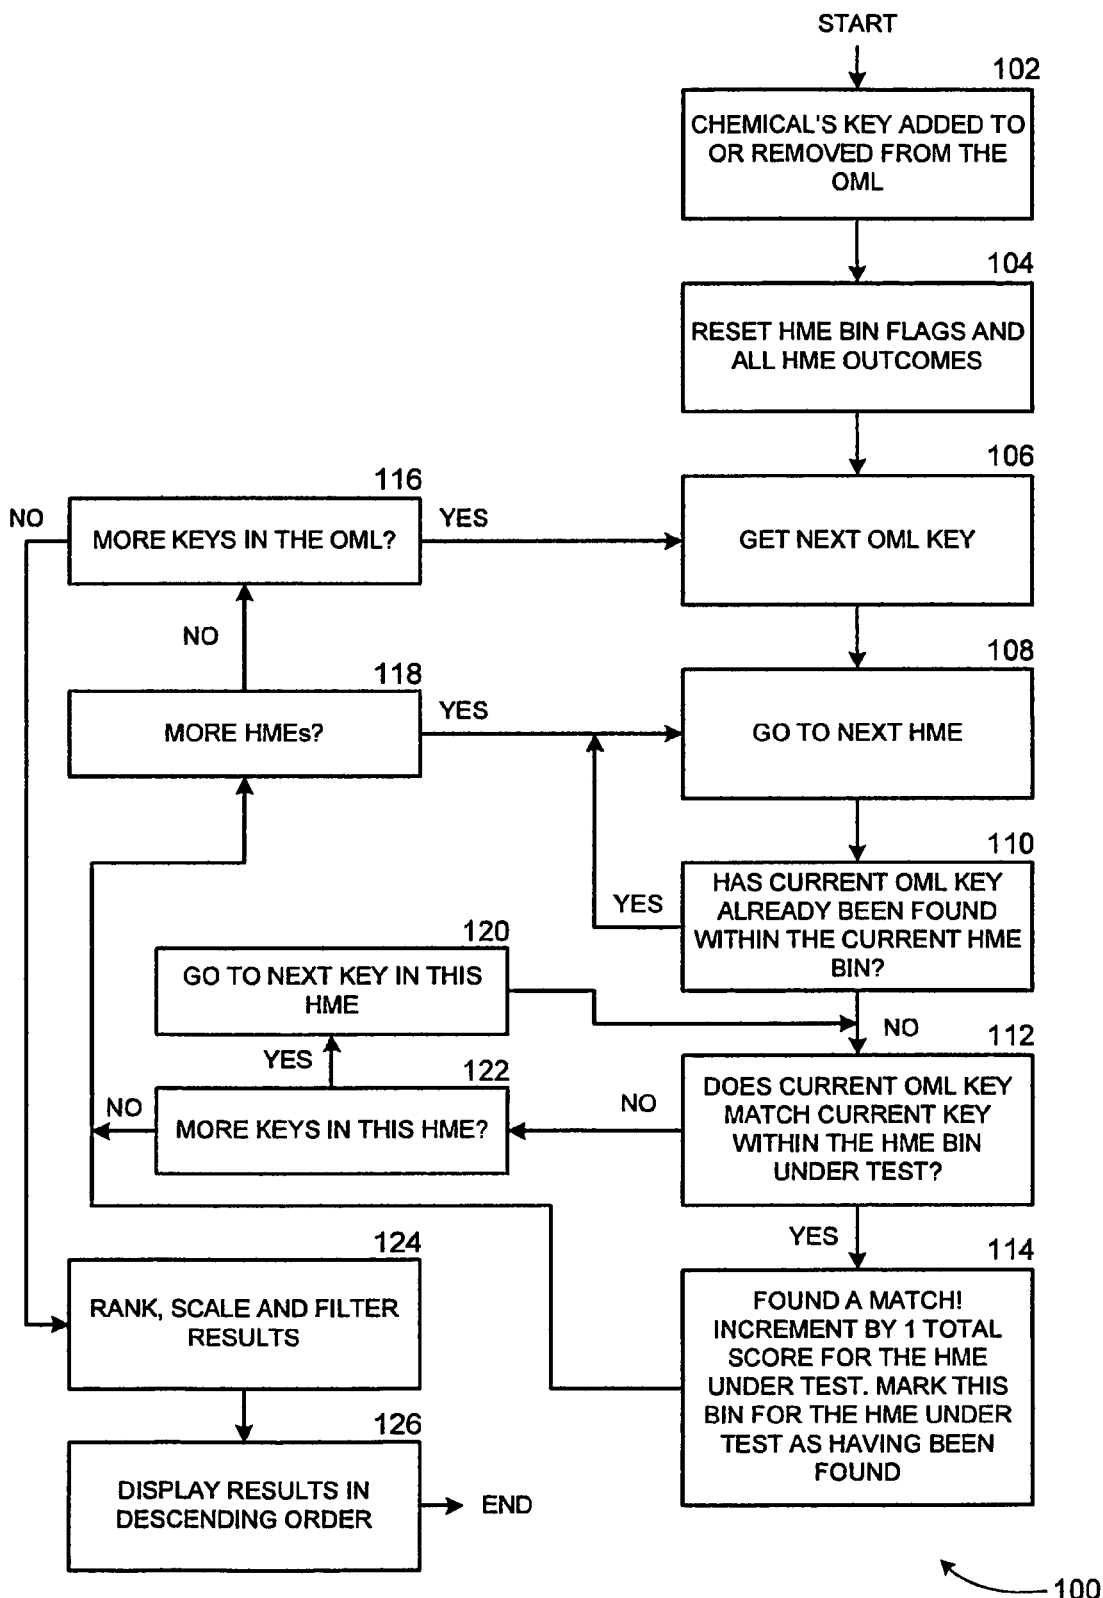 START
102
CHEMICAL'S KEY ADDED TO
OR REMOVED FROM THE
OML
104
RESET HME BIN FLAGS AND
ALL HME OUTCOMES
106
GET NEXT OML KEY
116
NO
MORE KEYS IN THE OML?
YES
NO
108
GO TO NEXT HME
118
MORE HMEs?
YES
110
HAS CURRENT OML KEY
ALREADY BEEN FOUND
WITHIN THE CURRENT HME
BIN?
YES
120
GO TO NEXT KEY IN THIS
HME
NO
YES
122
MORE KEYS IN THIS HME?
NO
NO
112
DOES CURRENT OML KEY
MATCH CURRENT KEY
WITHIN THE HME BIN
UNDER TEST?
YES
114
FOUND A MATCH!
INCREMENT BY 1 TOTAL
SCORE FOR THE HME
UNDER TEST. MARK THIS
BIN FOR THE HME UNDER
TEST AS HAVING BEEN
FOUND
124
RANK, SCALE AND FILTER
RESULTS
126
DISPLAY RESULTS IN
DESCENDING ORDER
END
100